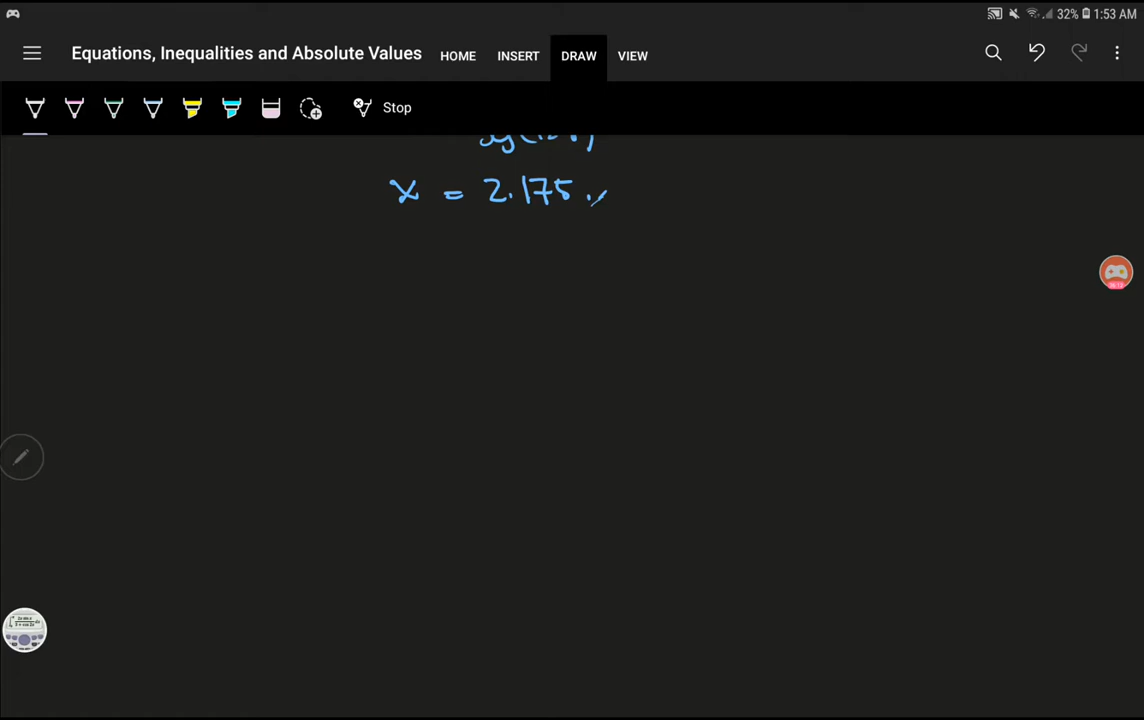 32% 1:53 AM
Equations, Inequalities and Absolute Values HOME INSERT DRAW VIEW
Stop
x = 2.175